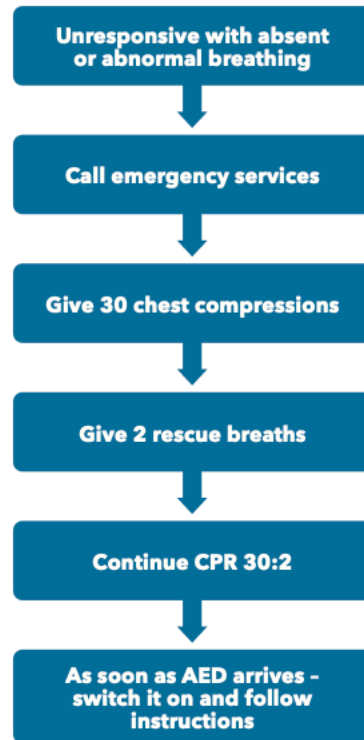 Unresponsive with absent
or abnormal breathing
Call emergency services
Give 30 chest compressions
Give 2 rescue breaths
Continue CPR 30:2
As soon as AED arrives –
switch it on and follow
instructions